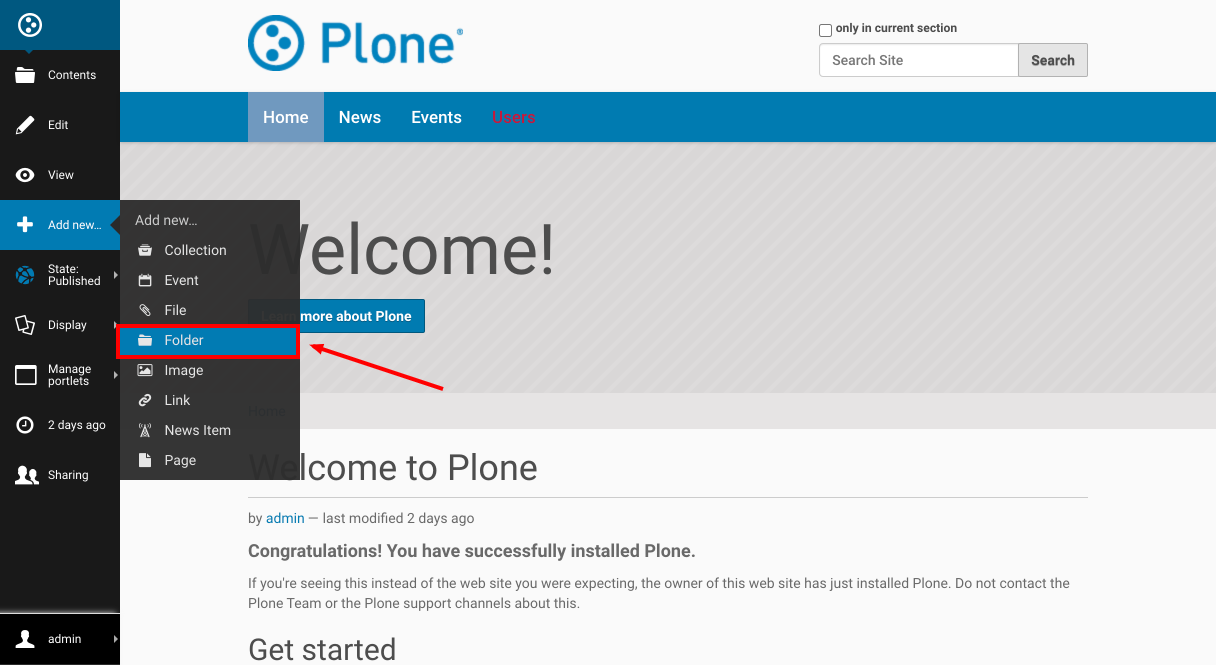 Plone®
only in current section
Search Site
Search
Home
News
Events
Users
Contents
Edit
View
Add new…
State:
Published
Display
Manage
portlets
2 days ago
Sharing
admin
Add new…
Collection
Event
File
Folder
Image
Link
News Item
Page
Welcome!
Learn more about Plone
Home
Welcome to Plone
by admin — last modified 2 days ago
Congratulations! You have successfully installed Plone.
If you're seeing this instead of the web site you were expecting, the owner of this web site has just installed Plone. Do not contact the
Plone Team or the Plone support channels about this.
Get started